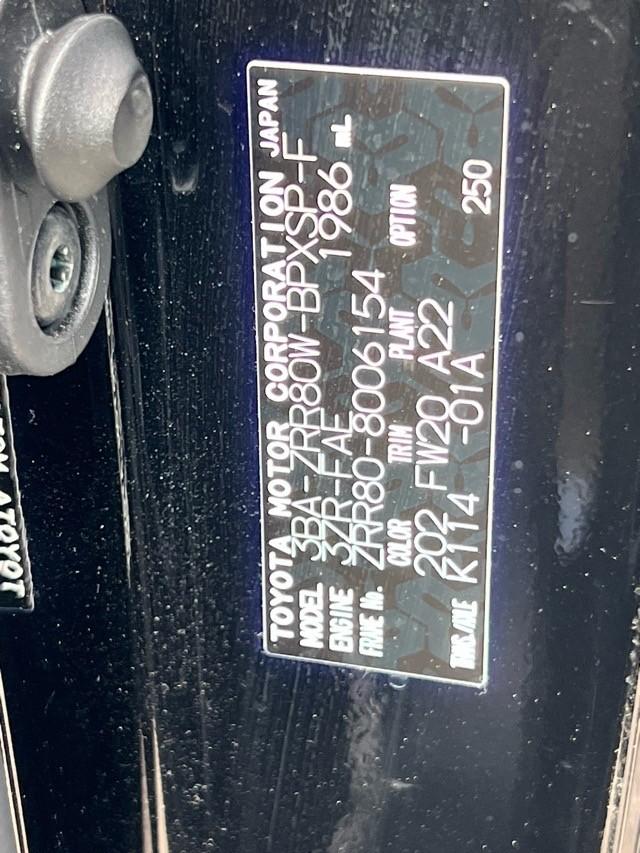 TOYOTA MOTOR CORPORATION JAPAN
MODEL 3BA-ZRR80W-BPXSP-F
ENGINE 3ZR-FAE 1986 mL
FRAME No. ZRR80-8006154
COLOR TRIM PLANT OPTION
202 FW20 A22 250
TRNS./AXLE K114 -01A